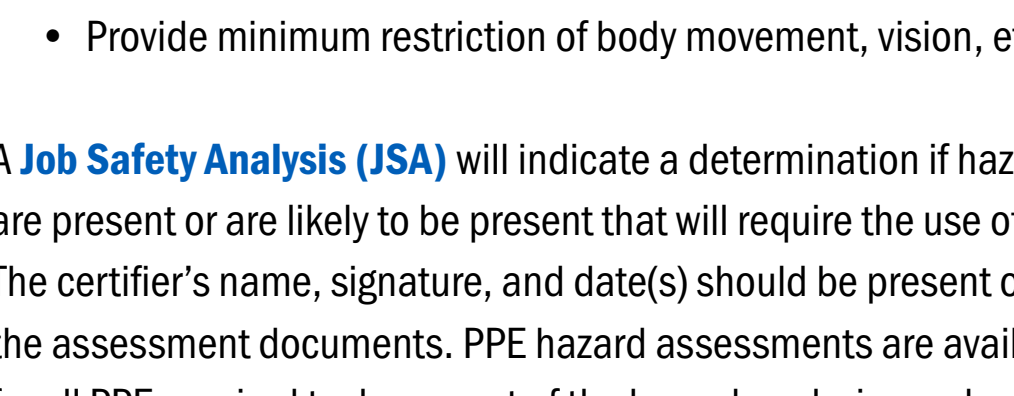 • Provide minimum restriction of body movement, vision,
A Job Safety Analysis (JSA) will indicate a determination if
are present or are likely to be present that will require the use of
The certifier’s name, signature, and date(s) should be present
the assessment documents. PPE hazard assessments are